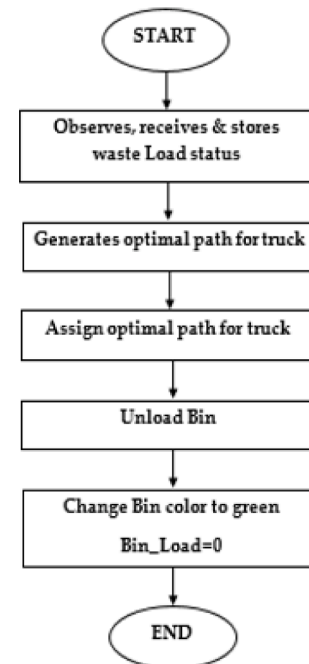 START
Observes, receives & stores
waste Load status
Generates optimal path for truck
Assign optimal path for truck
Unload Bin
Change Bin color to green
Bin_Load=0
END